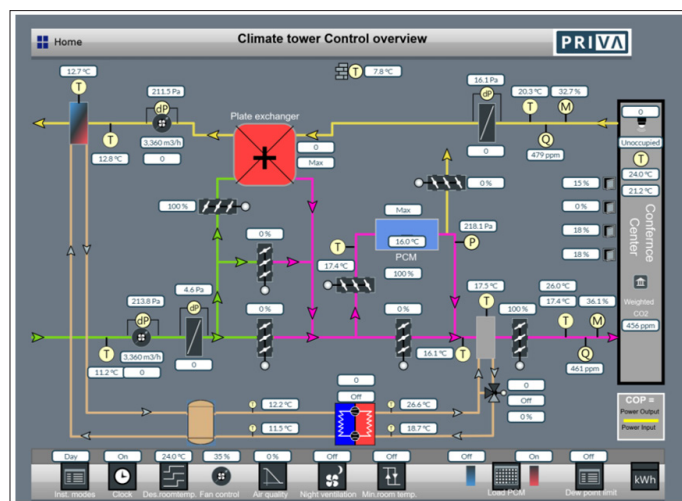 Home
Climate tower Control overview
PRIVA
12.7 °C
T
211.5 Pa
dP
7.8 °C
T
16.1 Pa
dP
20.3 °C
32.7 %
T
M
Plate exchanger
0
Max
T
12.8 °C
3,360 m3/h
0
0
Q
479 ppm
Unoccupied
T
24.0 °C
21.2 °C
15 %
0 %
18 %
18 %
Confernce Center
0 %
100 %
Max
16.0 °C
PCM
100 %
218.1 Pa
P
T
17.4 °C
0 %
213.8 Pa
dP
4.6 Pa
dP
0 %
0 %
17.5 °C
T
100 %
26.0 °C
17.4 °C
36.1 %
T
M
Weighted
CO2
456 ppm
T
11.2 °C
3,360 m3/h
0
0
16.1 °C
T
Q
461 ppm
0
Off
0
Off
0 %
T
12.2 °C
T
26.6 °C
T
11.5 °C
T
18.7 °C
COP =
Power Output
Power Input
Day
On
24.0 °C
35 %
0 %
Off
Off
Off
On
Off
Inst. modes
Clock
Des.roomtemp.
Fan control
Air quality
Night ventilation
Min.room temp.
Load PCM
Dew point limit
kWh